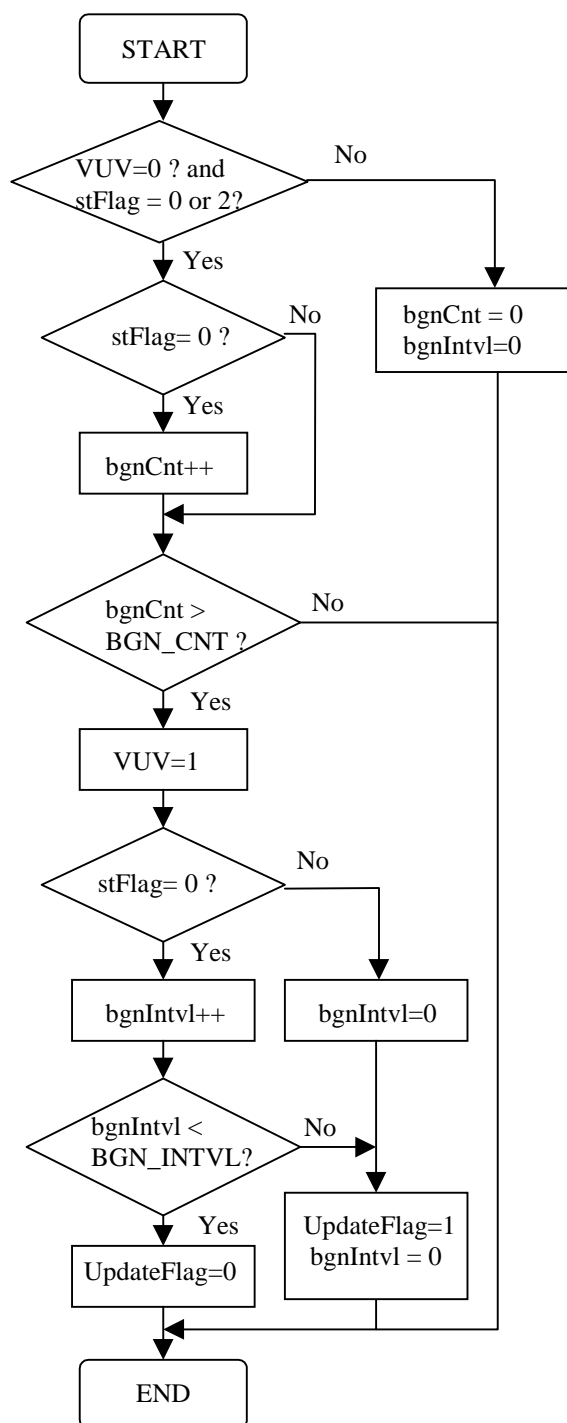 START
VUV=0 ? and
stFlag = 0 or 2?
No
Yes
bgnCnt = 0
bgnIntvl=0
stFlag= 0 ?
No
Yes
bgnCnt++
bgnCnt >
BGN_CNT ?
No
Yes
VUV=1
stFlag= 0 ?
No
Yes
bgnIntvl++
bgnIntvl=0
bgnIntvl <
BGN_INTVL?
No
Yes
UpdateFlag=1
bgnIntvl = 0
UpdateFlag=0
END